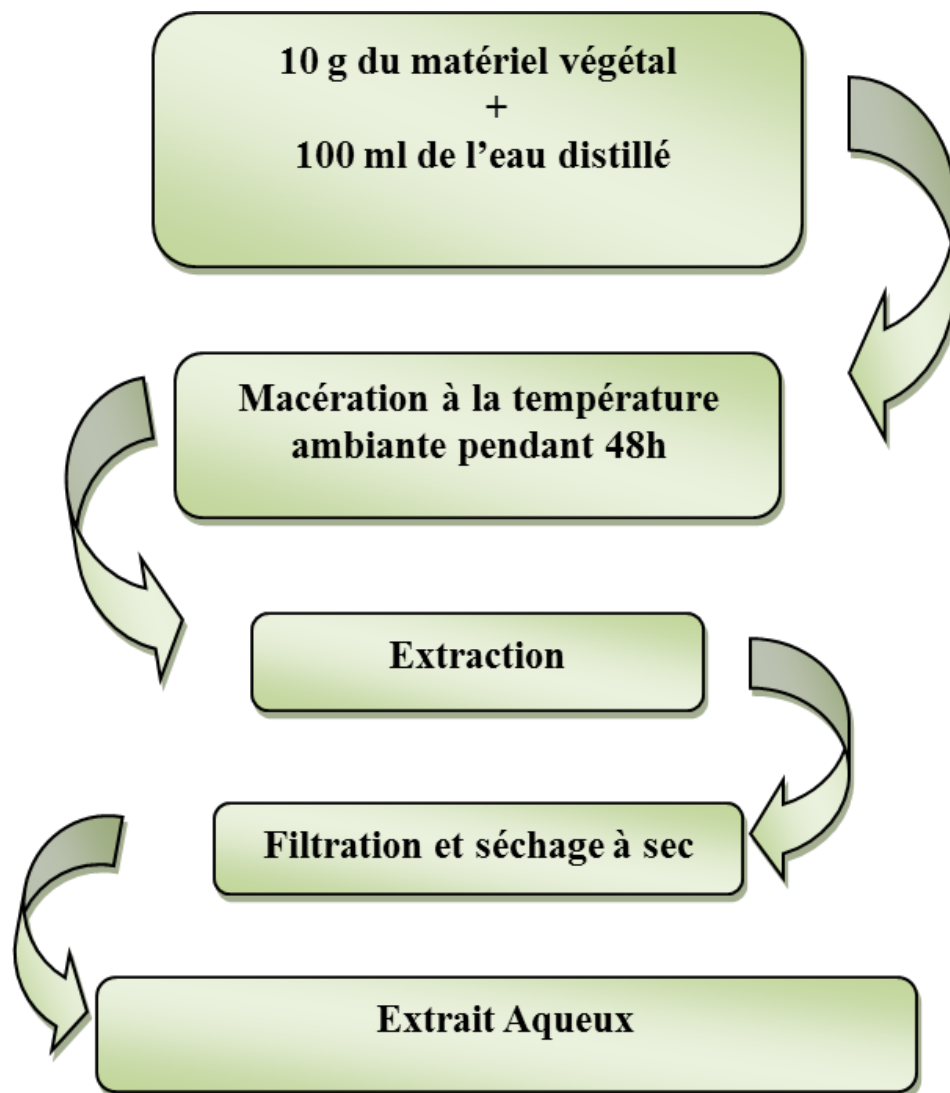 10 g du matériel végétal
+
100 ml de l’eau distillé
Macération à la température
ambiante pendant 48h
Extraction
Filtration et séchage à sec
Extrait Aqueux